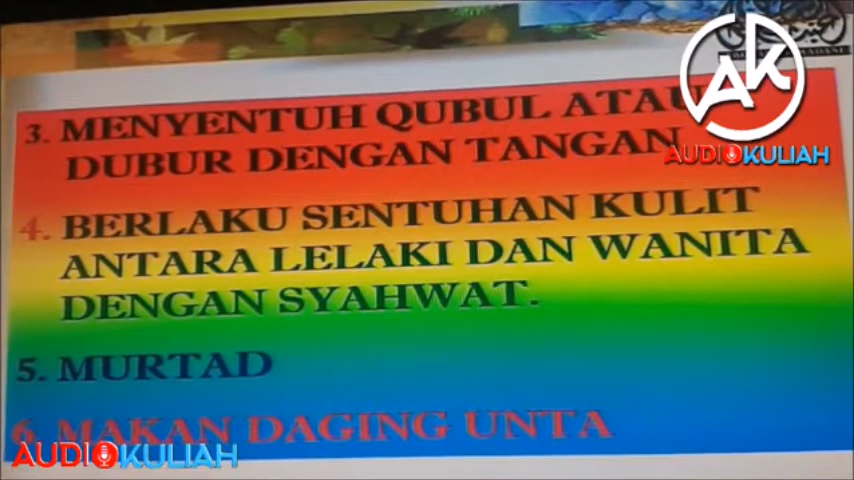 AK
AUDIOKULIAH
3. MENYENTUH QUBUL ATAU
DUBUR DENGAN TANGAN
4. BERLAKU SENTUHAN KULIT
ANTARA LELAKI DAN WANITA
DENGAN SYAHWAT.
5. MURTAD
6. MAKAN DAGING UNTA
AUDIOKULIAH